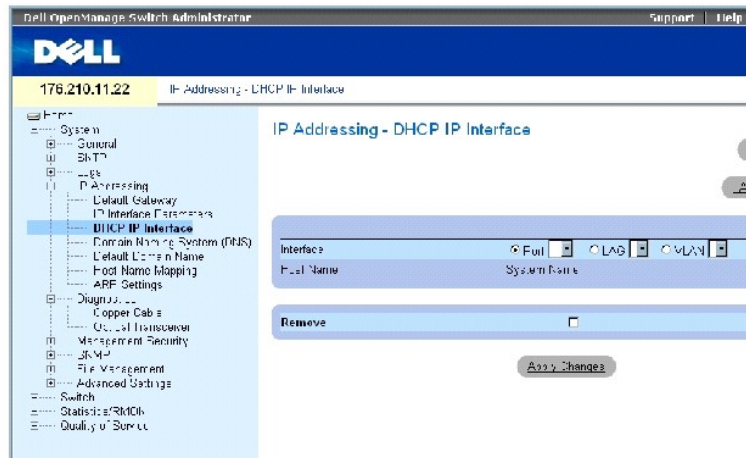 Dell OpenManage Switch Administrator Support Help
DELL
176.210.11.22 IP Addressing - DHCP IP Interface
Home
System
General
SNTP
Logs
IP Addressing
Default Gateway
IP Interface Parameters
DHCP IP Interface
Domain Naming System (DNS)
Default Domain Name
Host Name Mapping
ARP Settings
Diagnostics
Copper Cable
Optical Transceiver
Management Security
SNMP
File Management
Advanced Settings
Switch
Statistics/RMON
Quality of Service
IP Addressing - DHCP IP Interface
Interface Port LAG VLAN
Host Name System Name
Remove
Apply Changes